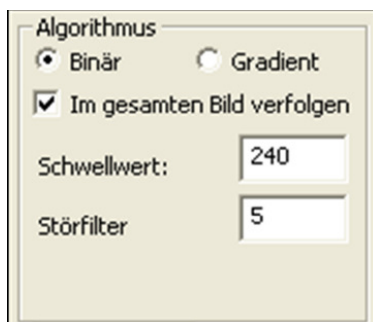 Algorithmus
Binär Gradient
Im gesamten Bild verfolgen
Schwellwert: 240
Störfilter 5